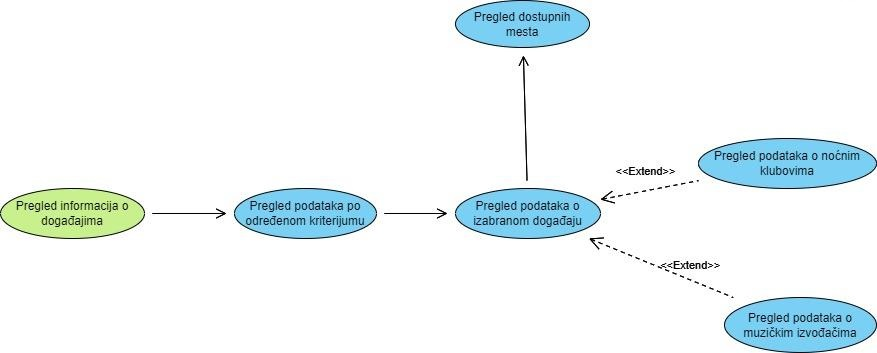 Pregled dostupnih
mesta
Pregled podataka o noćnim
klubovima
<<Extend>>
Pregled informacija o
događajima
Pregled podataka po
određenom kriterijumu
Pregled podataka o
izabranom događaju
<<Extend>>
Pregled podataka o
muzičkim izvođačima